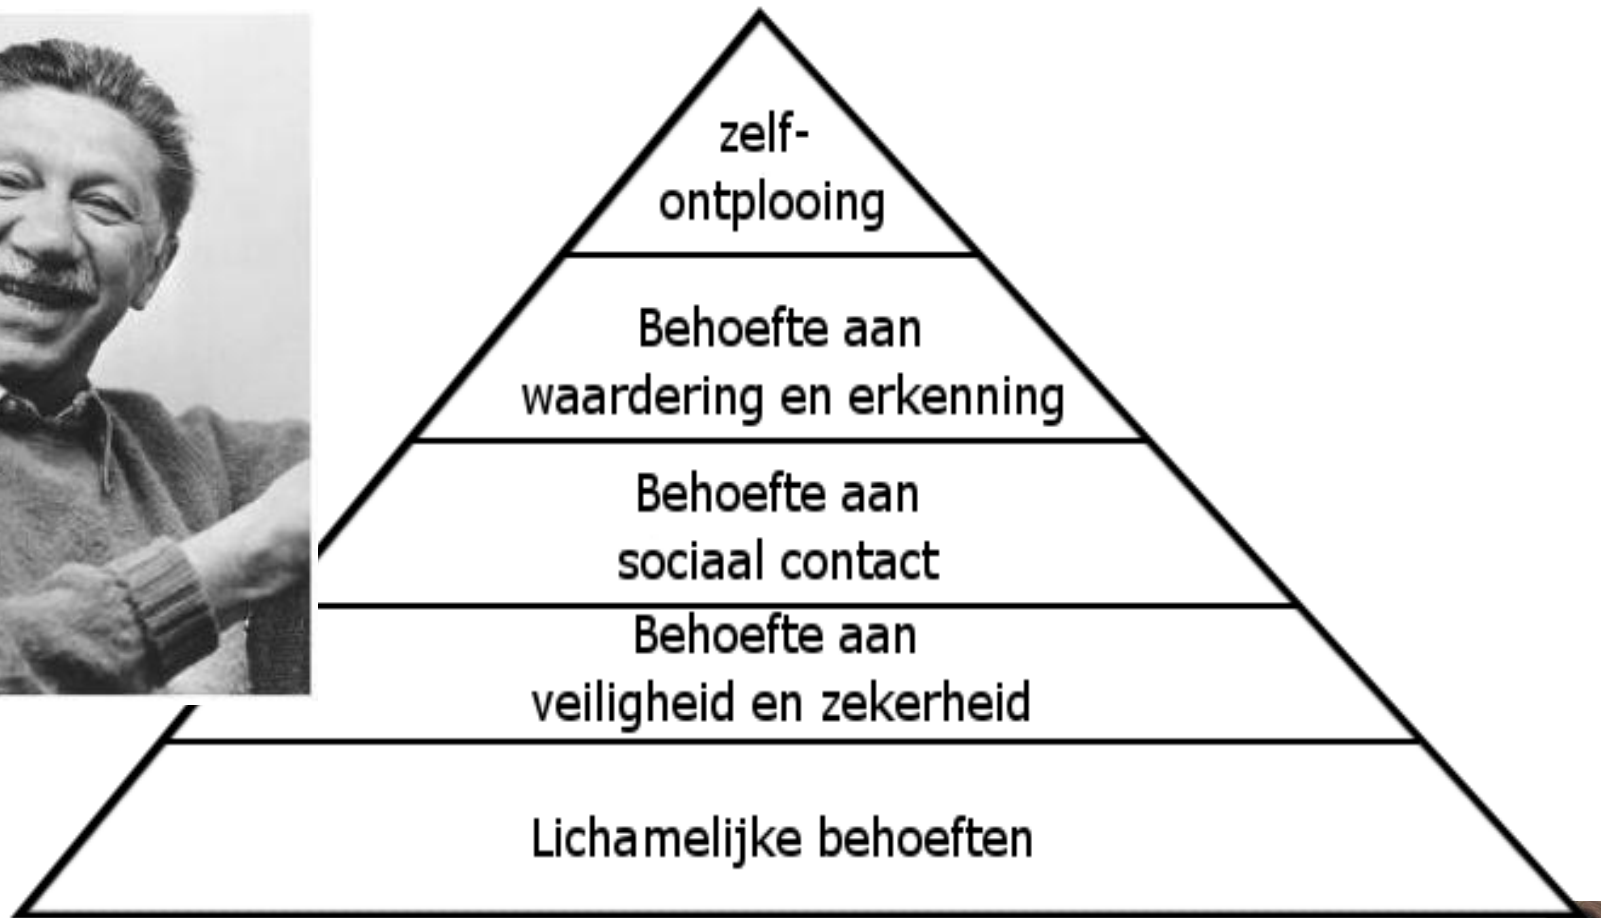 zelf-
ontplooing
Behoefte aan
waardering en erkenning
Behoefte aan
sociaal contact
Behoefte aan
veiligheid en zekerheid
Lichamelijke behoeften